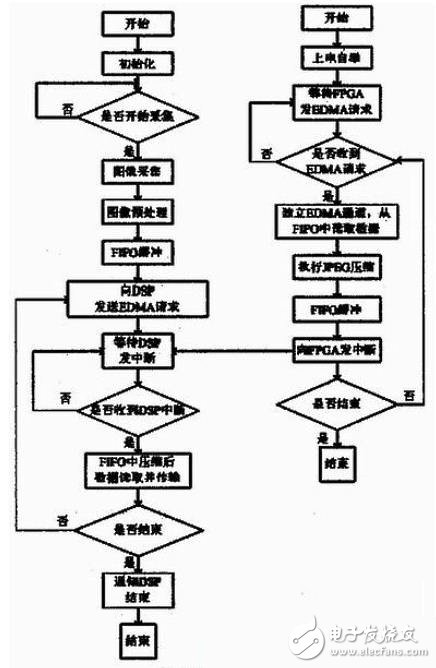 开始
初始化
否
是否开始采集
是
图像采集
图像预处理
FIFO缓冲
向DSP
发送EDMA请求
等待DSP
发中断
否
是否收到DSP中断
是
FIFO中压缩后
数据读取并传输
否
是否结束
是
通知DSP
结束
结束
开始
上电自举
等待FPGA
发EDMA请求
否
是否收到
EDMA请求
是
建立EDMA通道，从
FIFO中读取数据
执行JPEG压缩
FIFO缓冲
向FPGA发中断
否
是否结束
是
结束
电子发烧友
www.elecfans.com